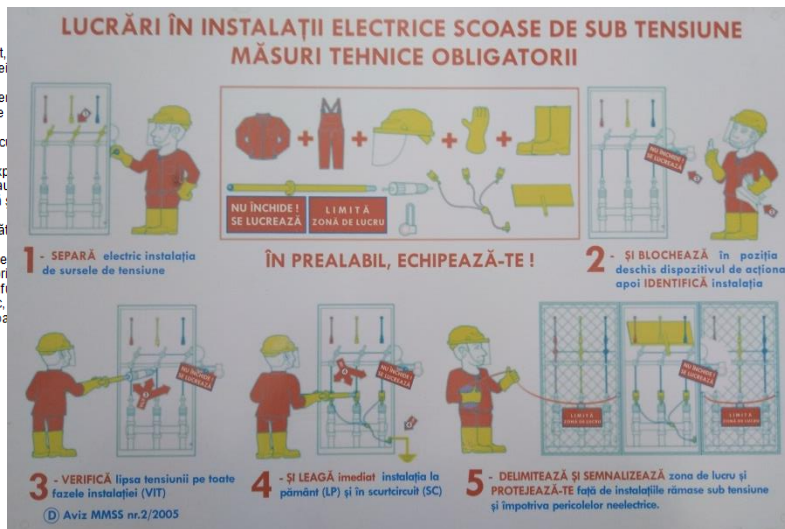 LUCRĂRI ÎN INSTALAȚII ELECTRICE SCOASE DE SUB TENSIUNE
MĂSURI TEHNICE OBLIGATORII
NU ÎNCHIDE !
SE LUCREAZĂ
LIMITĂ
ZONĂ DE LUCRU
NU ÎNCHIDE !
SE LUCREAZĂ
1 - SEPARĂ electric instalația
de sursele de tensiune
ÎN PREALABIL, ECHIPEAZĂ-TE !
2 - ȘI BLOCHEAZĂ în poziția
deschis dispozitivul de acționa
apoi IDENTIFICĂ instalația
NU ÎNCHIDE !
SE LUCREAZĂ
NU ÎNCHIDE !
SE LUCREAZĂ
NU ÎNCHIDE !
SE LUCREAZĂ
LIMITĂ
ZONĂ DE LUCRU
LIMITĂ
ZONĂ DE LUCRU
3 - VERIFICĂ lipsa tensiunii pe toate
fazele instalației (VIT)
4 - ȘI LEAGĂ imediat instalația la
pământ (LP) și în scurtcircuit (SC)
5 - DELIMITEAZĂ ȘI SEMNALIZEAZĂ zona de lucru și
PROTEJEAZĂ-TE față de instalațiile rămase sub tensiune
și împotriva pericolelor neelectrice.
D Aviz MMSS nr.2/2005